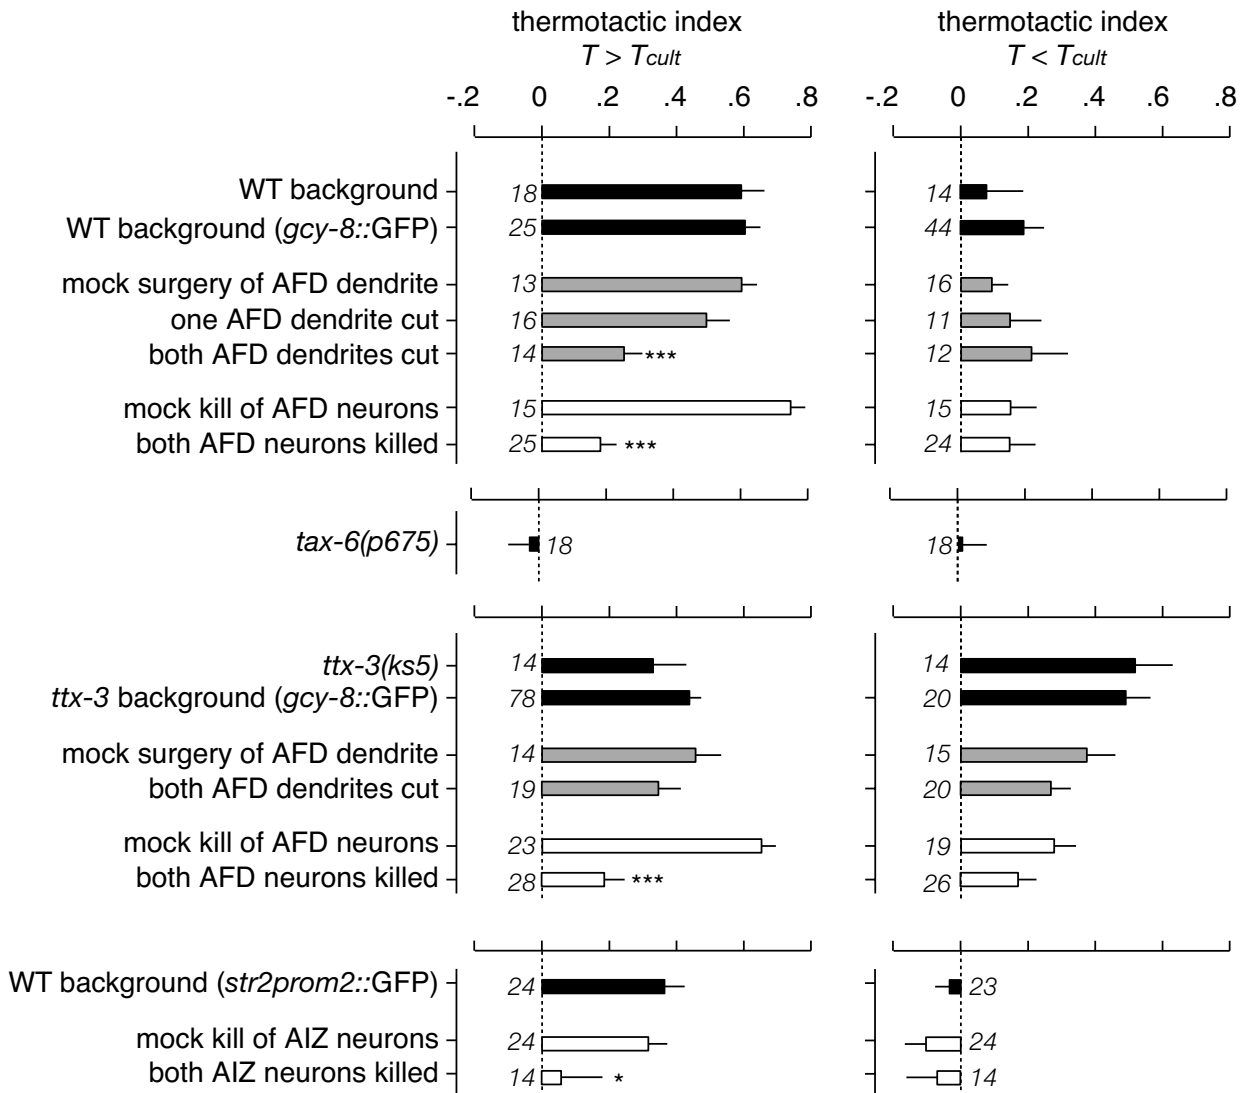 thermotactic index thermotactic index
T > Tcult T < Tcult
-.2 0 .2 .4 .6 .8 -.2 0 .2 .4 .6 .8
WT background 18 14
WT background (gcy-8::GFP) 25 44
mock surgery of AFD dendrite 13 16
one AFD dendrite cut 16 11
both AFD dendrites cut 14 *** 12
mock kill of AFD neurons 15 15
both AFD neurons killed 25 *** 24
tax-6(p675) 18 18
ttx-3(ks5) 14 14
ttx-3 background (gcy-8::GFP) 78 20
mock surgery of AFD dendrite 14 15
both AFD dendrites cut 19 20
mock kill of AFD neurons 23 19
both AFD neurons killed 28 *** 26
WT background (str2prom2::GFP) 24 23
mock kill of AIZ neurons 24 24
both AIZ neurons killed 14 * 14